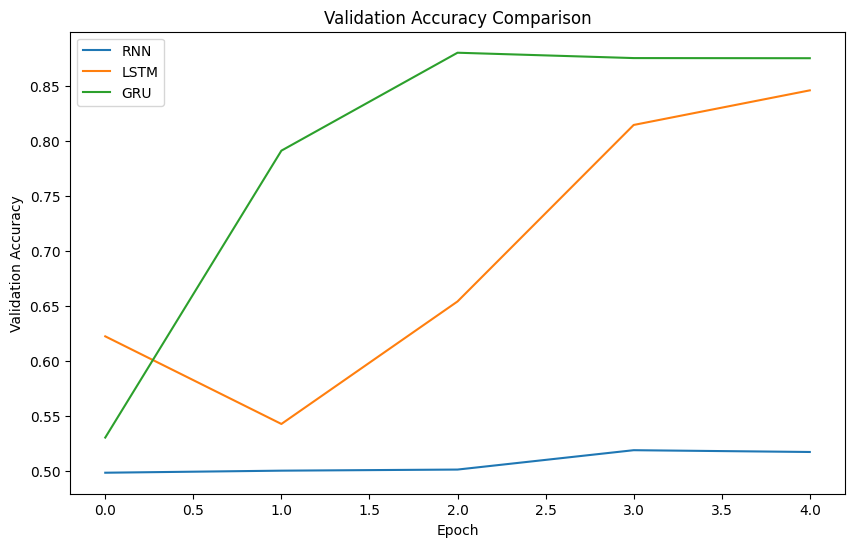 Validation Accuracy Comparison
RNN
LSTM
GRU
Validation Accuracy
0.85
0.80
0.75
0.70
0.65
0.60
0.55
0.50
0.0 0.5 1.0 1.5 2.0 2.5 3.0 3.5 4.0
Epoch